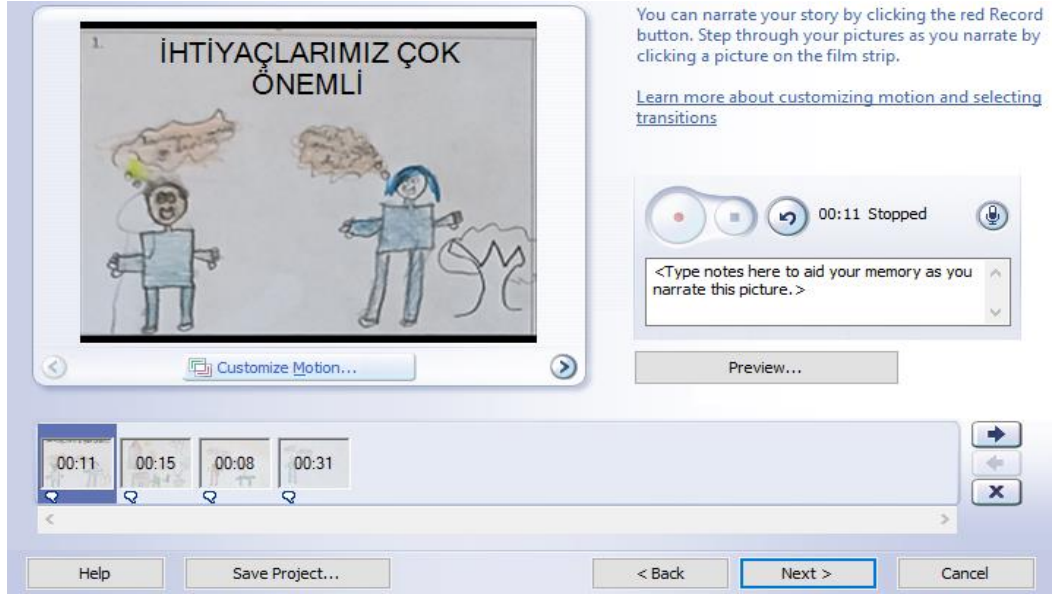 You can narrate your story by clicking the red Record
button. Step through your pictures as you narrate by
clicking a picture on the film strip.
Learn more about customizing motion and selecting
transitions
1.
İHTİYAÇLARIMIZ ÇOK
ÖNEMLİ
00:11 Stopped
<Type notes here to aid your memory as you
narrate this picture.>
Customize Motion...
Preview...
00:11
00:15
00:08
00:31
Help
Save Project...
< Back
Next >
Cancel